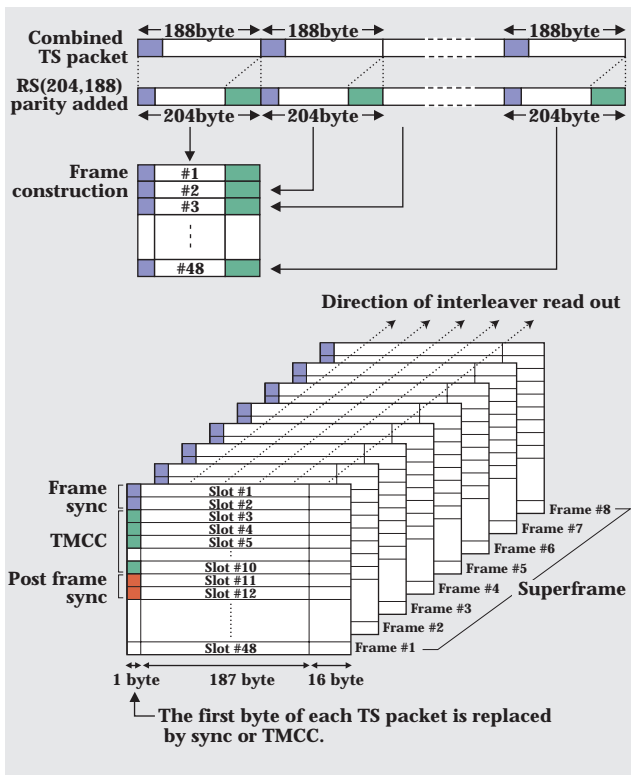 188byte 188byte 188byte
Combined
TS packet
RS(204,188)
parity added
204byte 204byte 204byte
Frame
construction
#1
#2
#3
#48
Direction of interleaver read out
Frame
sync
TMCC
Post frame
sync
Slot #1
Slot #2
Slot #3
Slot #4
Slot #5
Slot #10
Slot #11
Slot #12
Slot #48
Frame #8
Frame #7
Frame #6
Frame #5
Frame #4
Frame #3
Frame #2
Frame #1
Superframe
1 byte 187 byte 16 byte
The first byte of each TS packet is replaced
by sync or TMCC.